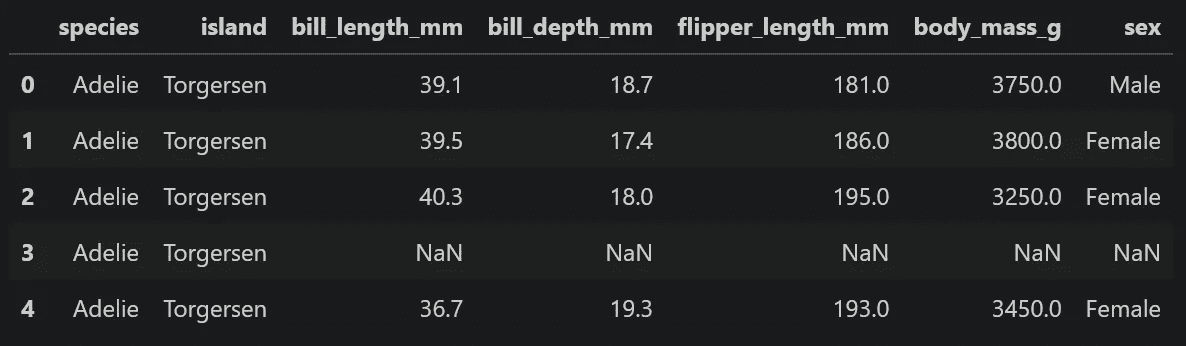 species island bill_length_mm bill_depth_mm flipper_length_mm body_mass_g sex
0 Adelie Torgersen 39.1 18.7 181.0 3750.0 Male
1 Adelie Torgersen 39.5 17.4 186.0 3800.0 Female
2 Adelie Torgersen 40.3 18.0 195.0 3250.0 Female
3 Adelie Torgersen NaN NaN NaN NaN NaN
4 Adelie Torgersen 36.7 19.3 193.0 3450.0 Female